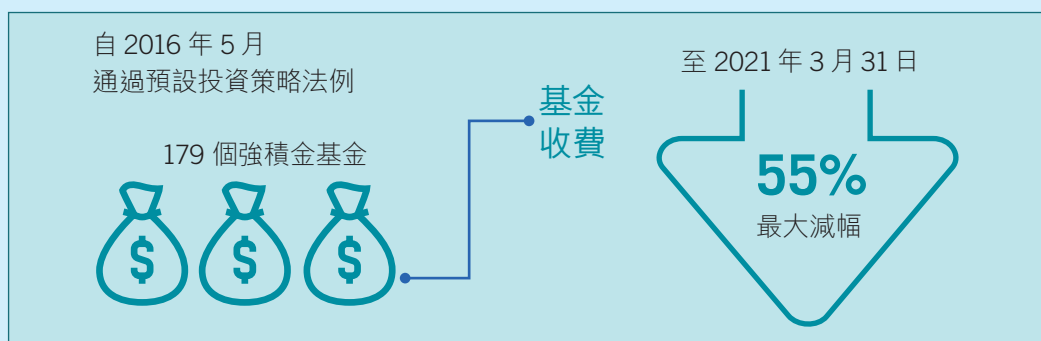 自 2016 年 5 月
通過預設投資策略法例
179 個強積金基金
$ $ $
基金
收費
至 2021 年 3 月 31 日
55%
最大減幅